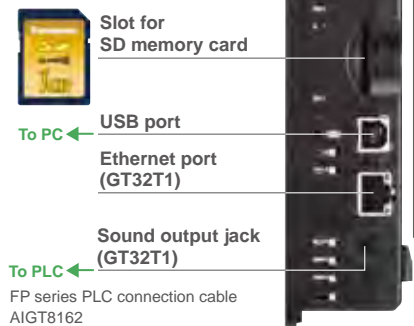 Slot for
SD memory card
To PC
USB port
Ethernet port
(GT32T1)
Sound output jack
(GT32T1)
To PLC
FP series PLC connection cable
AIGT8162